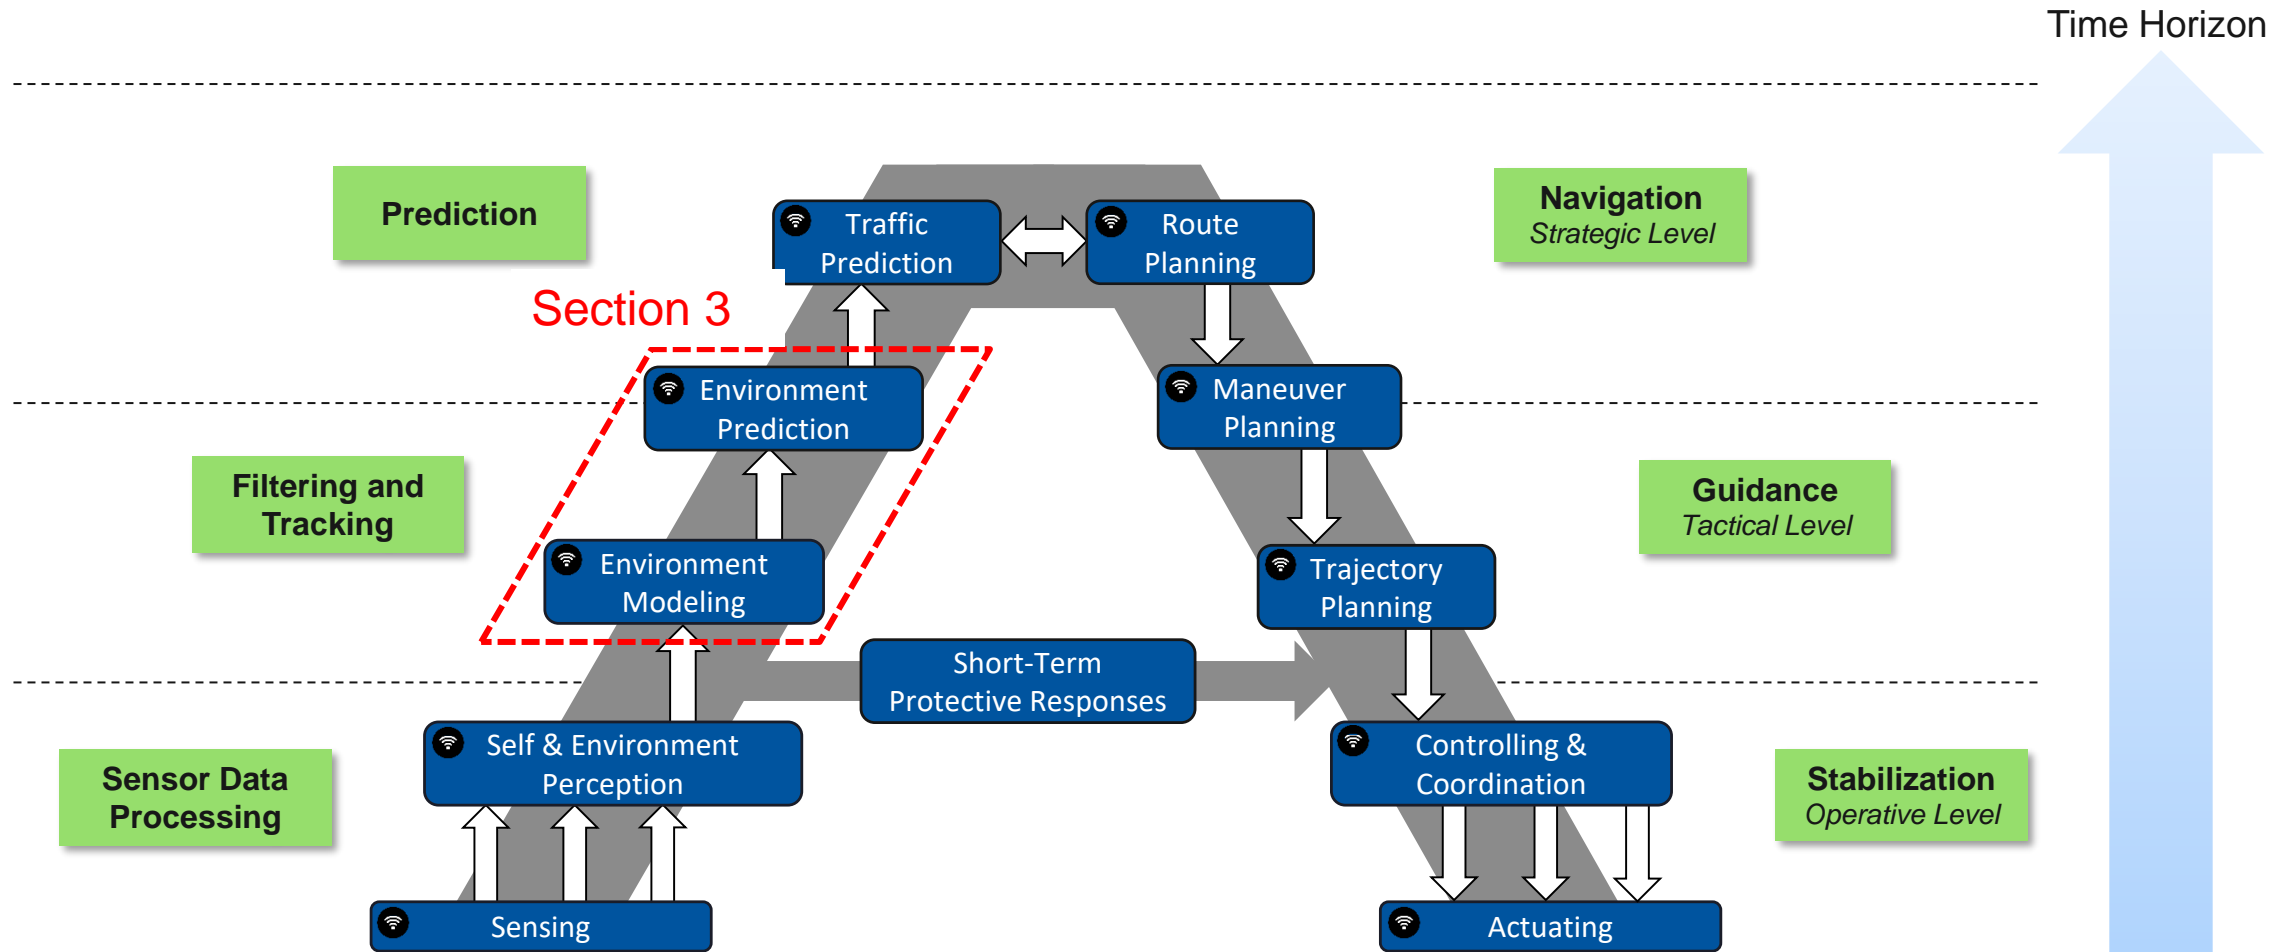 Time Horizon
Prediction
Traffic
Prediction
Route
Planning
Navigation
Strategic Level
Section 3
Environment
Prediction
Maneuver
Planning
Filtering and
Tracking
Guidance
Tactical Level
Environment
Modeling
Trajectory
Planning
Short-Term
Protective Responses
Sensor Data
Processing
Self & Environment
Perception
Controlling &
Coordination
Stabilization
Operative Level
Sensing
Actuating